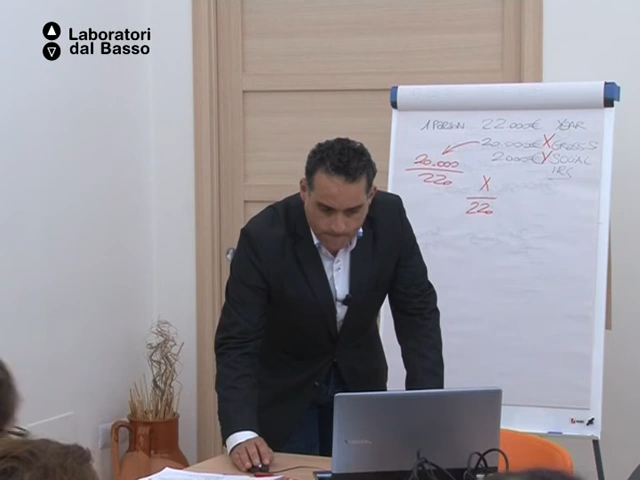 Laboratori
dal Basso
1 PERSON 22.000€ YEAR
20.000€ X GROSS
2.000€ Y SOCIAL
20.000
220
X
220